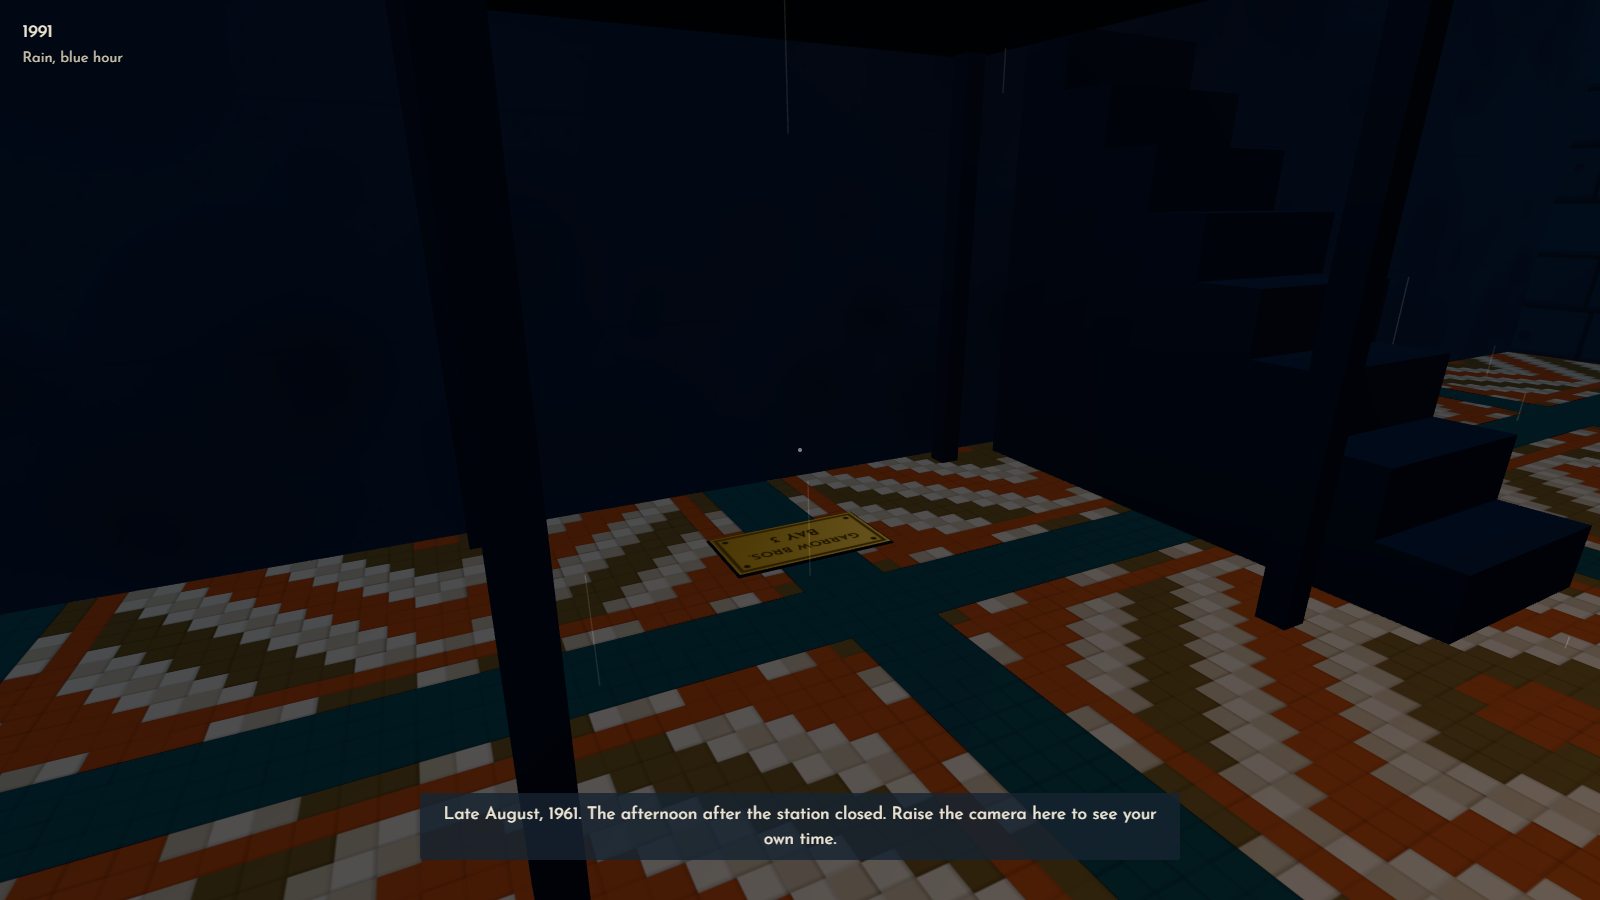 1991
Rain, blue hour
GARROW BROS.
BAY 3
Late August, 1961. The afternoon after the station closed. Raise the camera here to see your
own time.